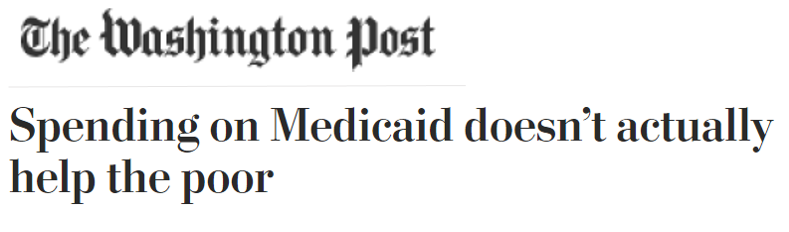 The Washington Post
Spending on Medicaid doesn’t actually
help the poor